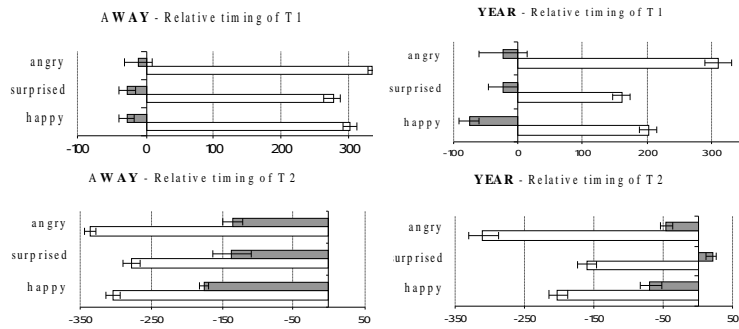 AWAY - Relative timing of T1
angry
surprised
happy
-100 0 100 200 300
YEAR - Relative timing of T1
angry
surprised
happy
-100 0 100 200 300
AWAY - Relative timing of T2
angry
surprised
happy
-350 -250 -150 -50 50
YEAR - Relative timing of T2
angry
urprised
happy
-350 -250 -150 -50 50